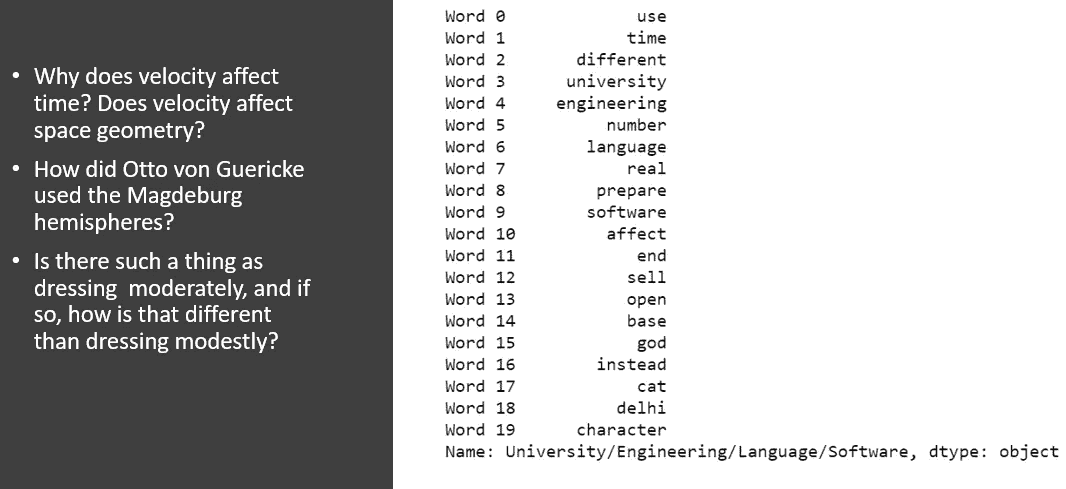 • Why does velocity affect
time? Does velocity affect
space geometry?
• How did Otto von Guericke
used the Magdeburg
hemispheres?
• Is there such a thing as
dressing  moderately, and if
so, how is that different
than dressing modestly?
Word 0 use
Word 1 time
Word 2 different
Word 3 university
Word 4 engineering
Word 5 number
Word 6 language
Word 7 real
Word 8 prepare
Word 9 software
Word 10 affect
Word 11 end
Word 12 sell
Word 13 open
Word 14 base
Word 15 god
Word 16 instead
Word 17 cat
Word 18 delhi
Word 19 character
Name: University/Engineering/Language/Software, dtype: object